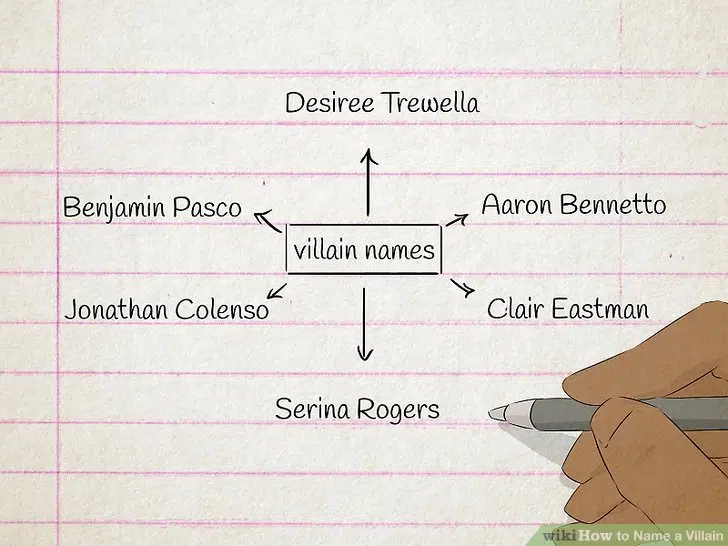 Desiree Trewella
Benjamin Pasco
Aaron Bennetto
villain names
Jonathan Colenso
Clair Eastman
Serina Rogers
wikiHow to Name a Villain